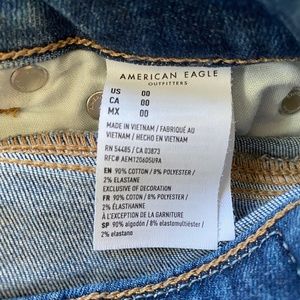 AMERICAN EAGLE
OUTFITTERS
US 00
CA 00
MX 00
MADE IN VIETNAM / FABRIQUÉ AU
VIETNAM / HECHO EN VIETNAM
RN 54485 / CA 03873
RFC# AEM120605U9A
EN 90% COTTON / 8% POLYESTER /
2% ELASTANE
EXCLUSIVE OF DECORATION
FR 90% COTON / 8% POLYESTER /
2% ÉLASTHANNE
À L'EXCEPTION DE LA GARNITURE
SP 90% algodón / 8% elastomultiéster /
2% elastano